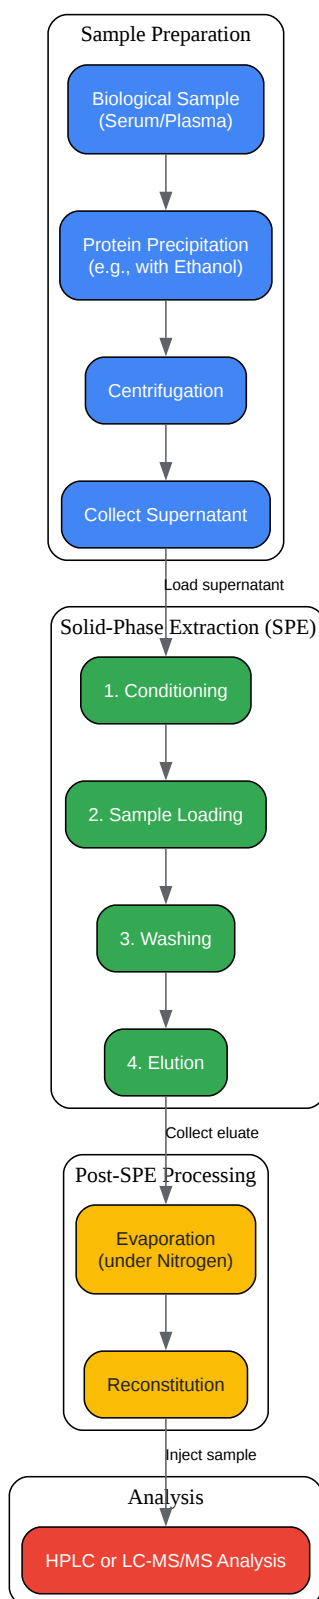 Sample Preparation
Biological Sample
(Serum/Plasma)
Protein Precipitation
(e.g., with Ethanol)
Centrifugation
Collect Supernatant
Load supernatant
Solid-Phase Extraction (SPE)
1. Conditioning
2. Sample Loading
3. Washing
4. Elution
Collect eluate
Post-SPE Processing
Evaporation
(under Nitrogen)
Reconstitution
Inject sample
Analysis
HPLC or LC-MS/MS Analysis